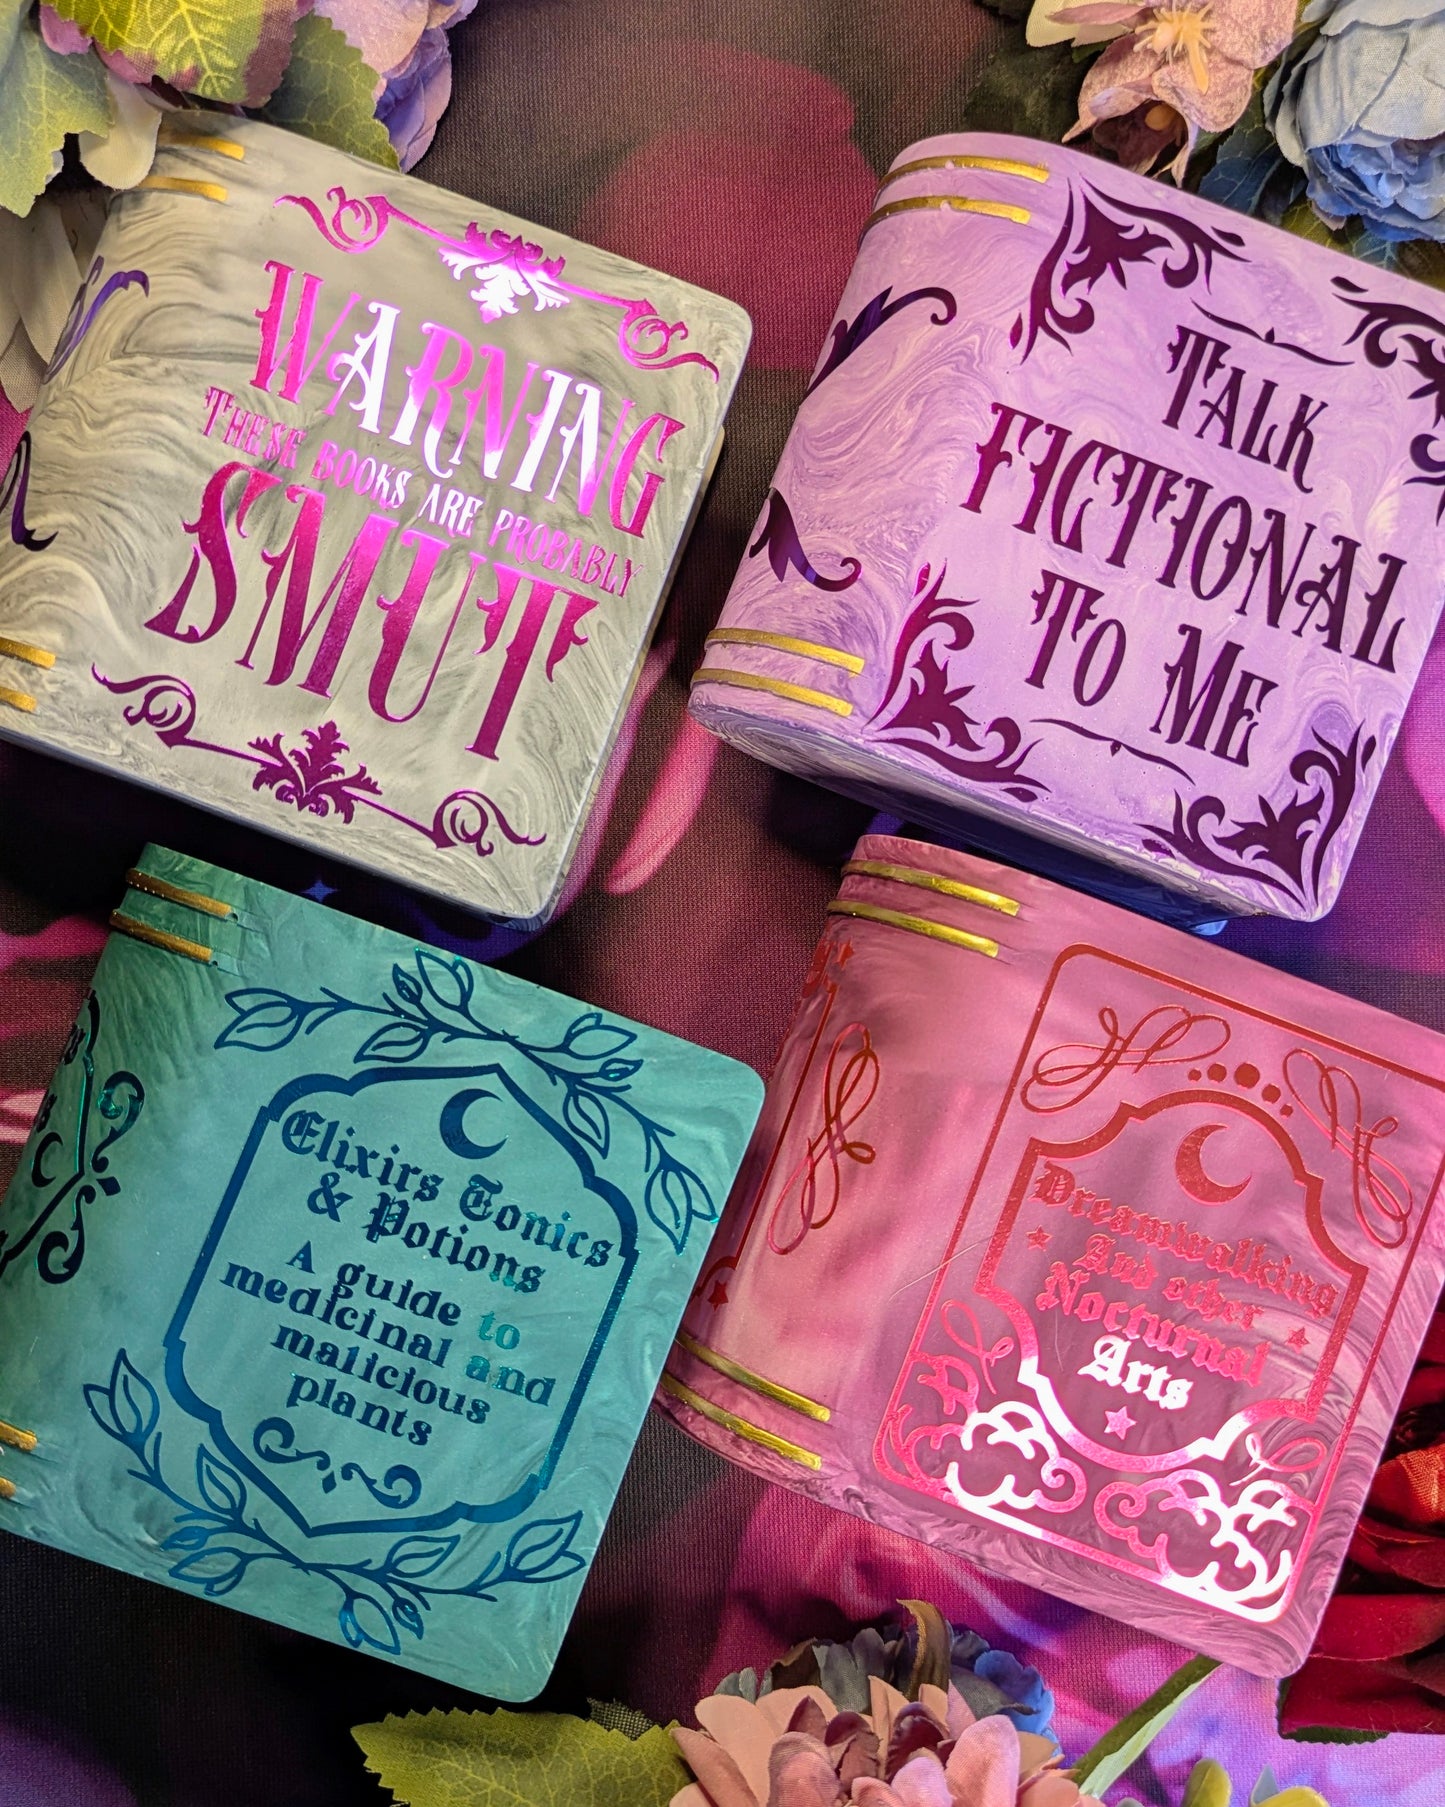 WARNING
THESE BOOKS ARE PROBABLY
SMUT
TALK
FICTIONAL
TO ME
Elixirs Tonics
& Potions
A guide to
medicinal and
malicious
plants
Dreamwalking
And other
Nocturnal
Arts